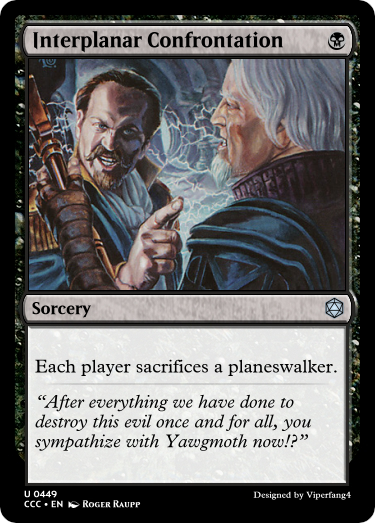 Interplanar Confrontation
Sorcery
Each player sacrifices a planeswalker.
“After everything we have done to
destroy this evil once and for all, you
sympathize with Yawgmoth now!?”
U 0449
CCC • EN Roger Raupp
Designed by Viperfang4